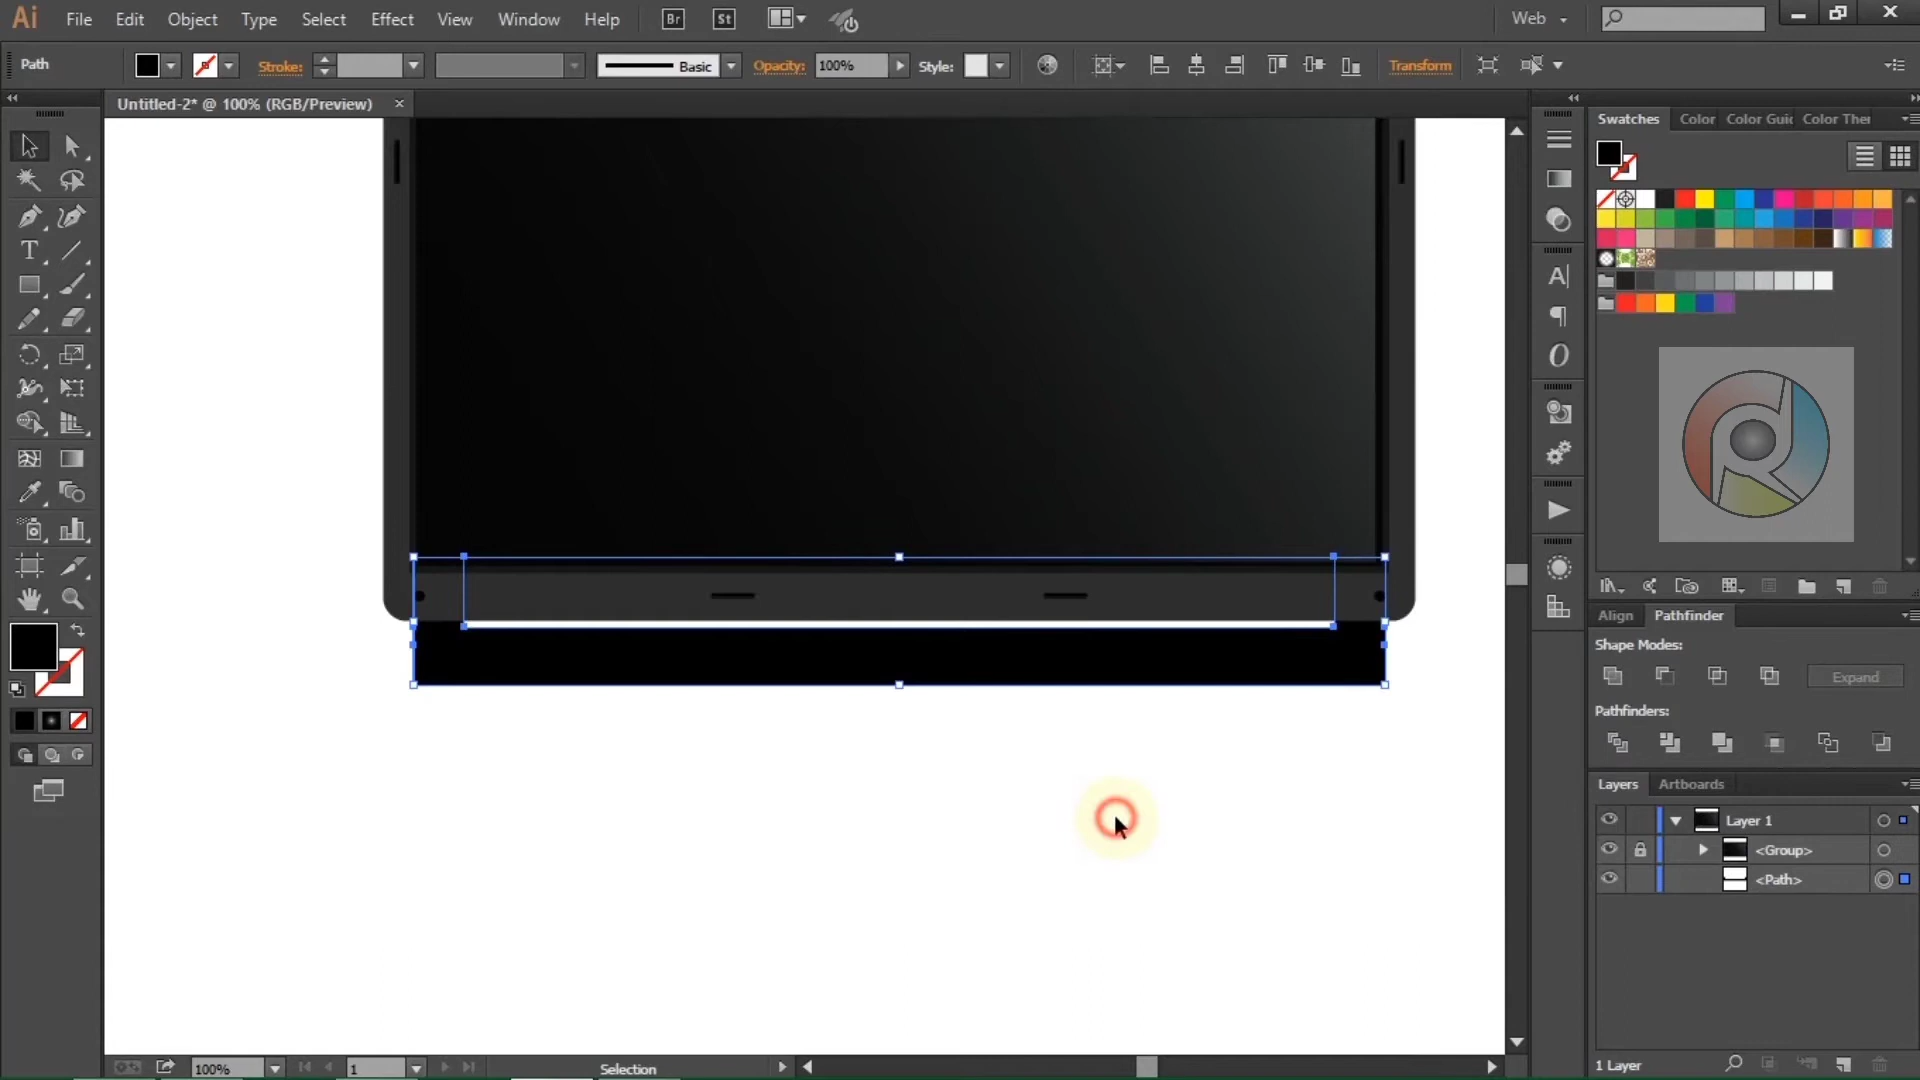 Ai File Edit Object Type Select Effect View Window Help Br St Web
Path Stroke: Basic Opacity: 100% Style: Transform
Untitled-2* @ 100% (RGB/Preview)
Swatches Color Color Guid Color Ther
Align Pathfinder
Shape Modes:
Expand
Pathfinders:
Layers Artboards
Layer 1
<Group>
<Path>
100% 1 Selection 1 Layer